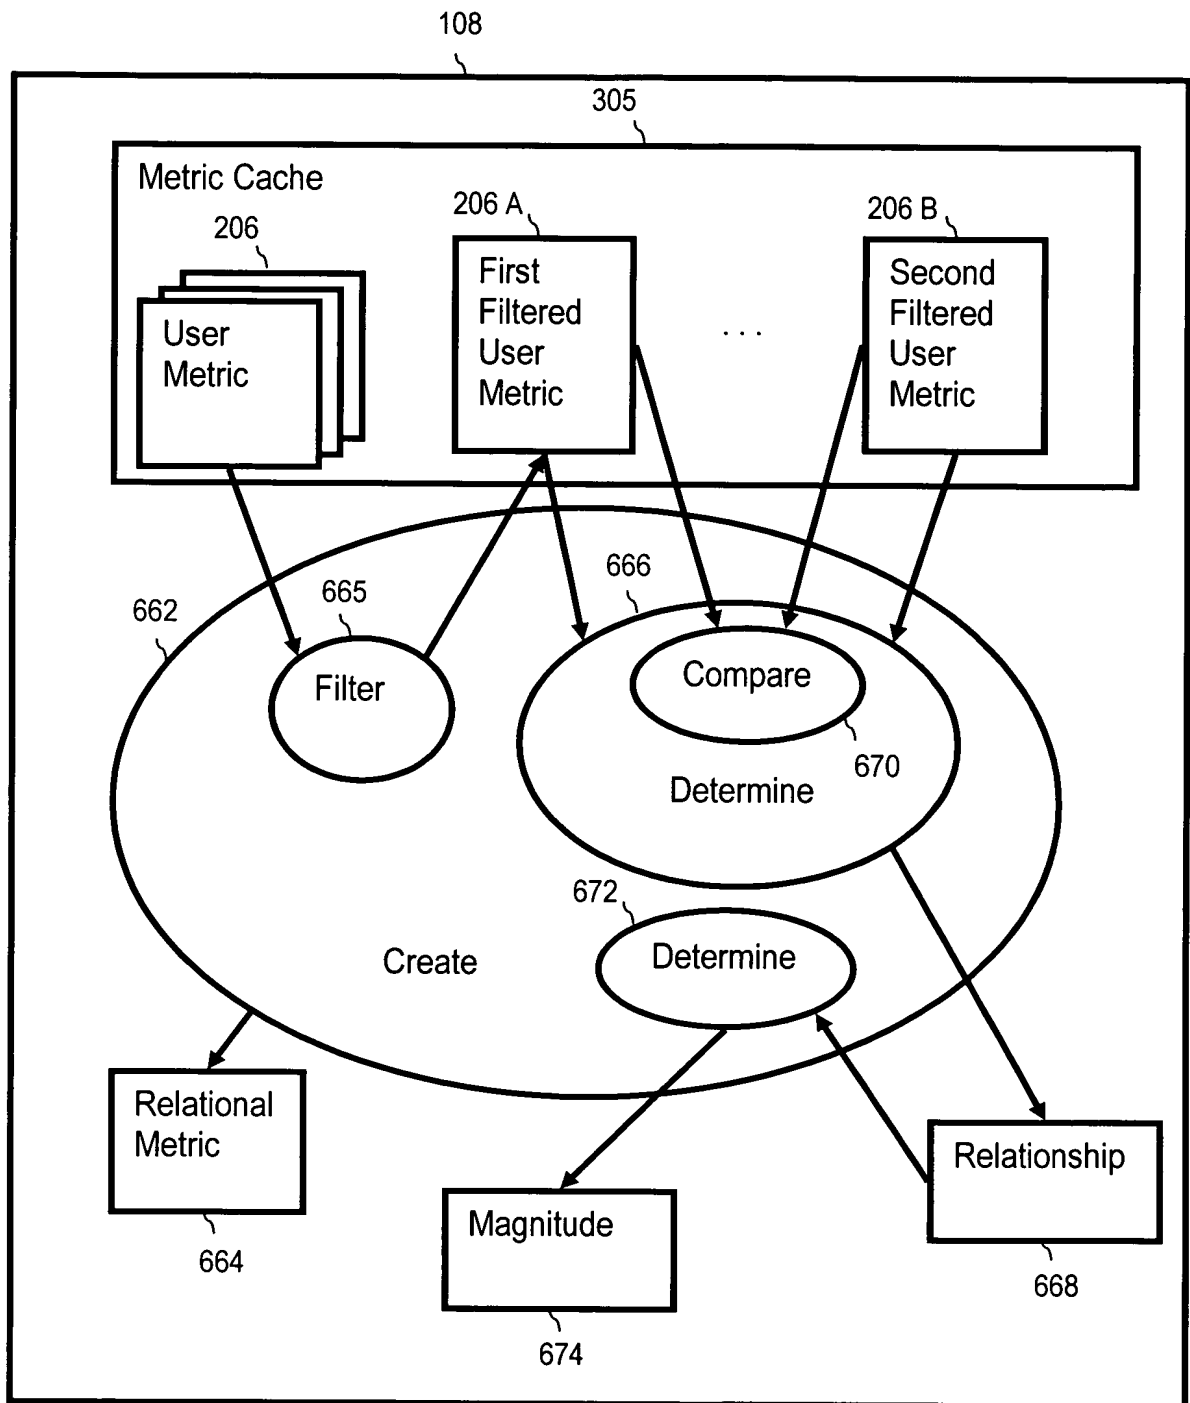 108
305
Metric Cache
206
206 A
206 B
User
Metric
First
Filtered
User
Metric
. . .
Second
Filtered
User
Metric
662
665
666
Filter
Compare
670
Determine
672
Determine
Create
Relational
Metric
664
Magnitude
674
Relationship
668